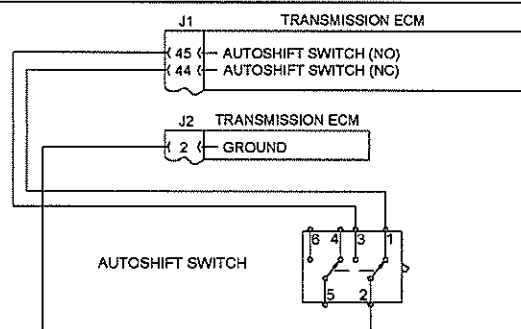 J1 TRANSMISSION ECM
45 AUTOSHIFT SWITCH (NO)
44 AUTOSHIFT SWITCH (NC)
J2 TRANSMISSION ECM
2 GROUND
6 4 3 1
AUTOSHIFT SWITCH
5 2